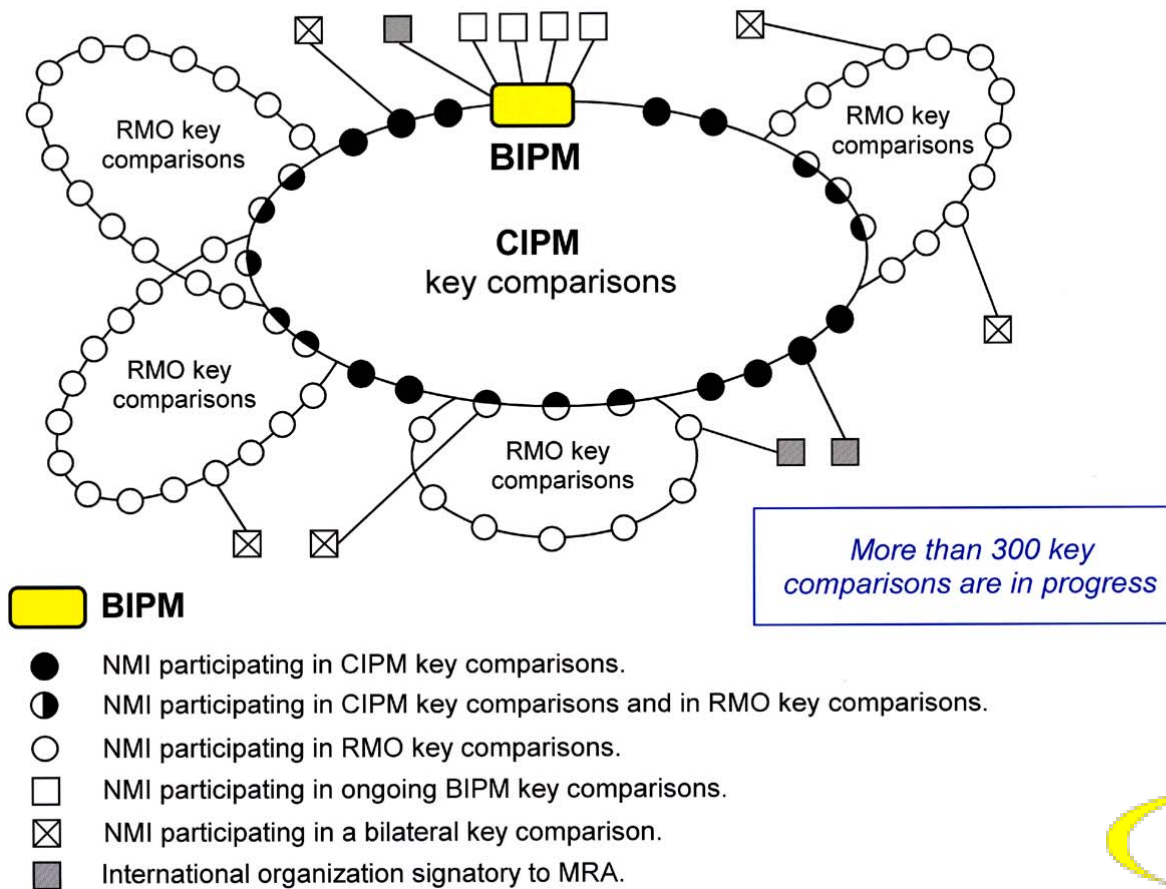 RMO key
comparisons
BIPM
RMO key
comparisons
CIPM
key comparisons
RMO key
comparisons
RMO key
comparisons
More than 300 key
comparisons are in progress
BIPM
NMI participating in CIPM key comparisons.
NMI participating in CIPM key comparisons and in RMO key comparisons.
NMI participating in RMO key comparisons.
NMI participating in ongoing BIPM key comparisons.
NMI participating in a bilateral key comparison.
International organization signatory to MRA.